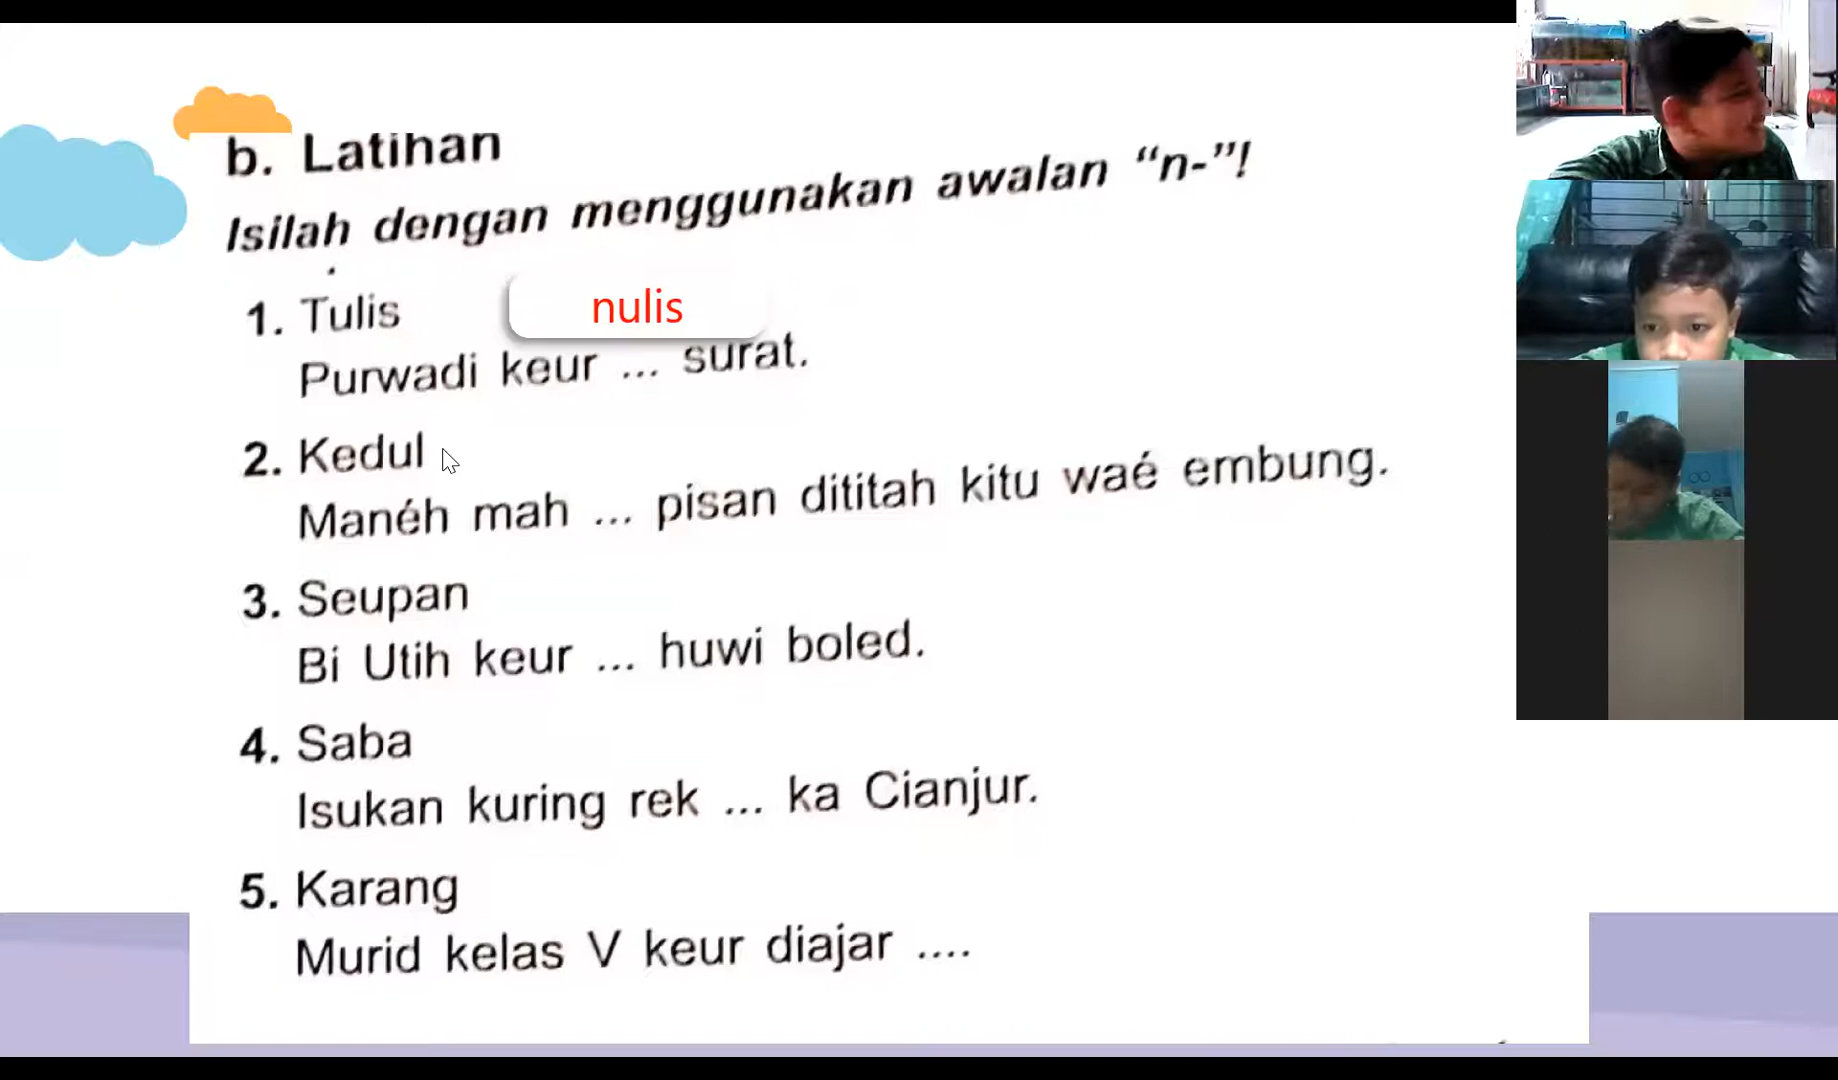 b. Latihan
Isilah dengan menggunakan awalan “n-”!
1. Tulis
nulis
Purwadi keur ... surat.
2. Kedul
Manéh mah ... pisan dititah kitu waé embung.
3. Seupan
Bi Utih keur ... huwi boled.
4. Saba
Isukan kuring rek ... ka Cianjur.
5. Karang
Murid kelas V keur diajar ....